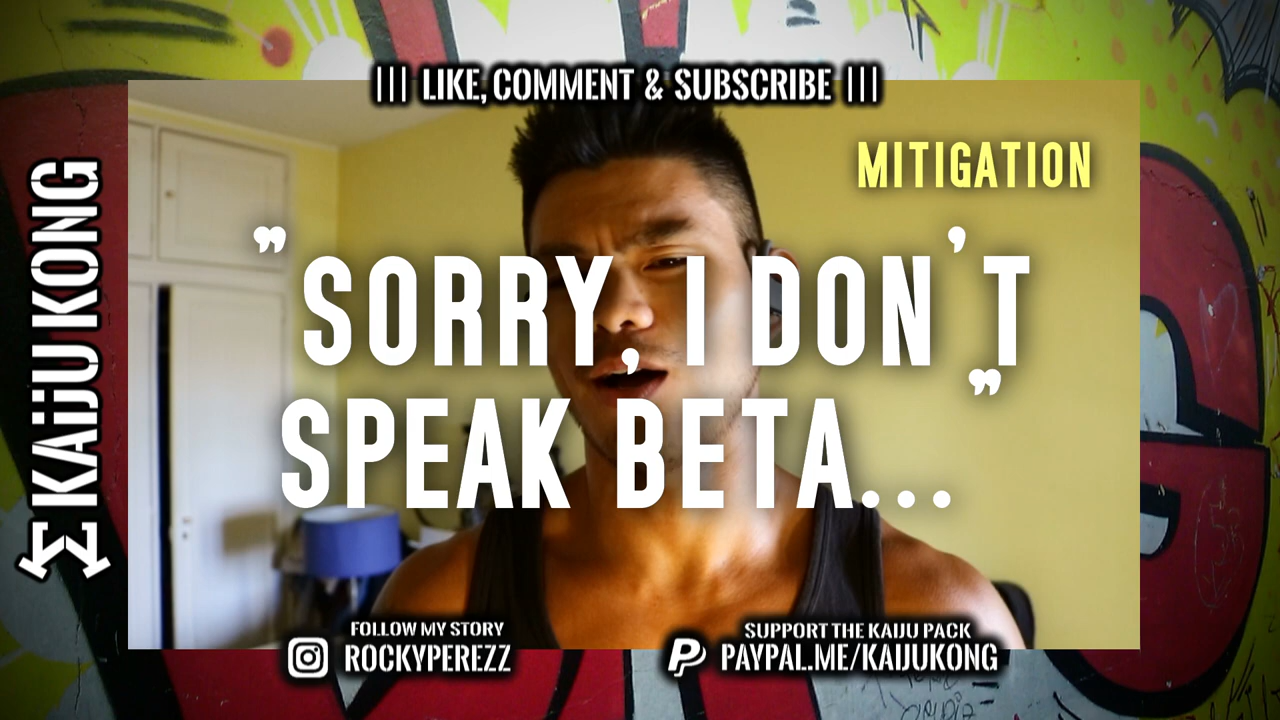 ||| LIKE, COMMENT & SUBSCRIBE |||
MITIGATION
"SORRY, I DON'T
SPEAK BETA..."
KAIJU KONG
FOLLOW MY STORY
ROCKYPEREZZ
SUPPORT THE KAIJU PACK
PAYPAL.ME/KAIJUKONG